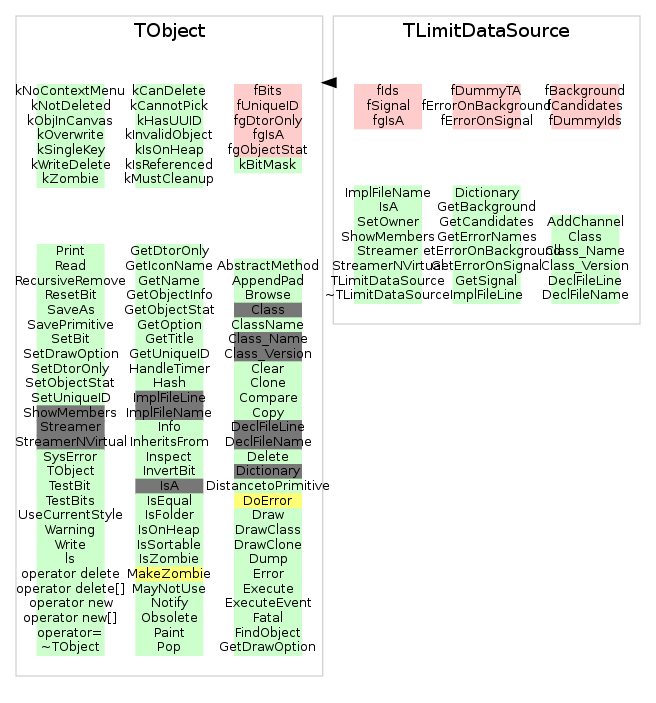 TObject
kNoContextMenu
kNotDeleted
kObjInCanvas
kOverwrite
kSingleKey
kWriteDelete
kZombie
kCanDelete
kCannotPick
kHasUUID
kInvalidObject
kIsOnHeap
kIsReferenced
kMustCleanup
fBits
fUniqueID
fgDtorOnly
fgIsA
fgObjectStat
kBitMask
Print
Read
RecursiveRemove
ResetBit
SaveAs
SavePrimitive
SetBit
SetDrawOption
SetDtorOnly
SetObjectStat
SetUniqueID
ShowMembers
Streamer
StreamerNVirtual
SysError
TObject
TestBit
TestBits
UseCurrentStyle
Warning
Write
ls
operator delete
operator delete[]
operator new
operator new[]
operator=
~TObject
GetDtorOnly
GetIconName
GetName
GetObjectInfo
GetObjectStat
GetOption
GetTitle
GetUniqueID
HandleTimer
Hash
ImplFileLine
ImplFileName
Info
InheritsFrom
Inspect
InvertBit
IsA
IsEqual
IsFolder
IsOnHeap
IsSortable
IsZombie
MakeZombie
MayNotUse
Notify
Obsolete
Paint
Pop
AbstractMethod
AppendPad
Browse
Class
ClassName
Class_Name
Class_Version
Clear
Clone
Compare
Copy
DeclFileLine
DeclFileName
Delete
Dictionary
DistancetoPrimitive
DoError
Draw
DrawClass
DrawClone
Dump
Error
Execute
ExecuteEvent
Fatal
FindObject
GetDrawOption
TLimitDataSource
fIds
fSignal
fgIsA
fDummyTA
fErrorOnBackground
fErrorOnSignal
fBackground
fCandidates
fDummyIds
ImplFileName
IsA
SetOwner
ShowMembers
Streamer
StreamerNVirtual
TLimitDataSource
~TLimitDataSource
Dictionary
GetBackground
GetCandidates
GetErrorNames
etErrorOnBackground
GetErrorOnSignal
GetSignal
ImplFileLine
AddChannel
Class
Class_Name
Class_Version
DeclFileLine
DeclFileName